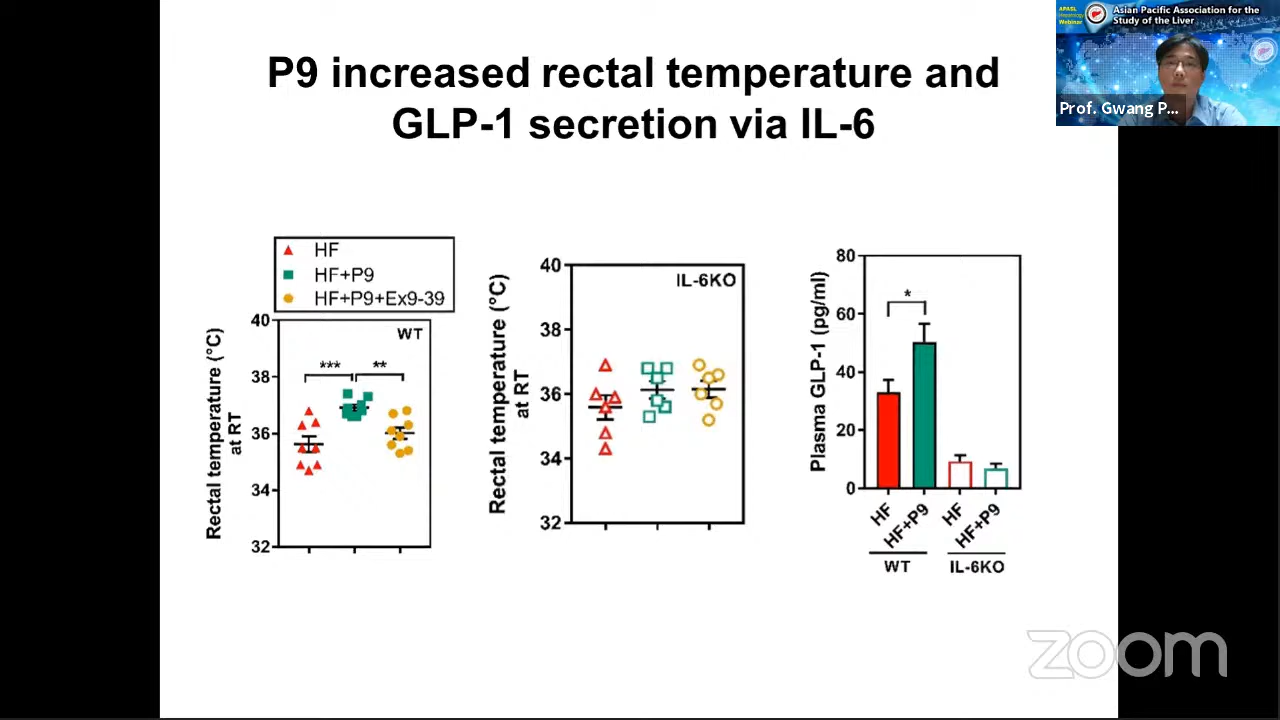 P9 increased rectal temperature and
GLP-1 secretion via IL-6
APASL
Hepatology
Webinar
Asian Pacific Association for the
Study of the Liver
Prof. Gwang P...
HF
HF+P9
HF+P9+Ex9-39
Rectal temperature (°C)
at RT
40
38
36
34
32
WT
***
**
Rectal temperature (°C)
at RT
40
38
36
34
32
IL-6KO
Plasma GLP-1 (pg/ml)
80
60
40
20
0
*
HF
HF+P9
HF
HF+P9
WT
IL-6KO
zoom